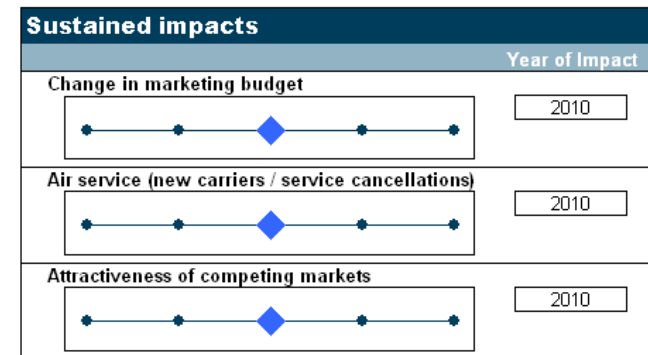 Sustained impacts
Year of Impact
Change in marketing budget
2010
Air service (new carriers / service cancellations)
2010
Attractiveness of competing markets
2010